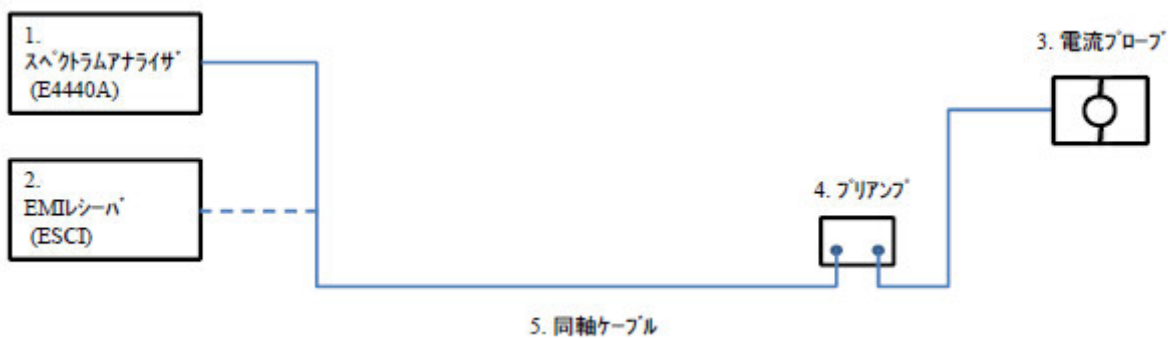 1.
スペクトラムアナライザ
(E4440A)
2.
EMIレシーバ
(ESCI)
3. 電流プローブ
4. プリアンプ
5. 同軸ケーブル